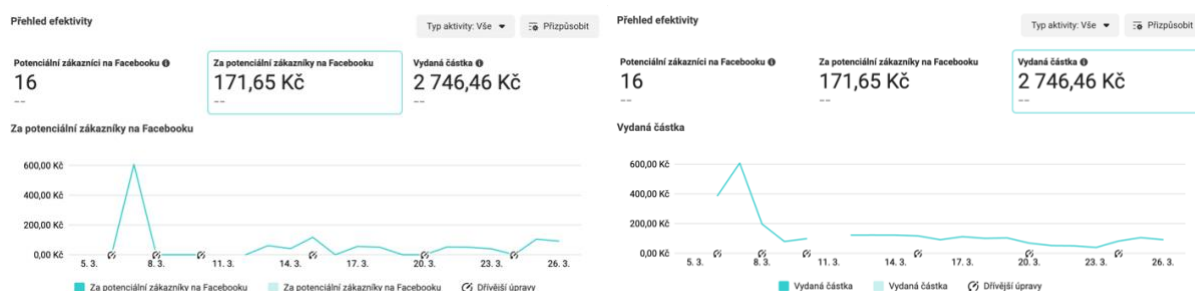 Přehled efektivity
Typ aktivity: Vše
Přizpůsobit
Potenciální zákazníci na Facebooku
16
--
Za potenciální zákazníky na Facebooku
171,65 Kč
--
Vydaná částka
2 746,46 Kč
--
Za potenciální zákazníky na Facebooku
600,00 Kč
400,00 Kč
200,00 Kč
0,00 Kč
5. 3. 8. 3. 11. 3. 14. 3. 17. 3. 20. 3. 23. 3. 26. 3.
Za potenciální zákazníky na Facebooku Za potenciální zákazníky na Facebooku Dřívější úpravy
Přehled efektivity
Typ aktivity: Vše
Přizpůsobit
Potenciální zákazníci na Facebooku
16
--
Za potenciální zákazníky na Facebooku
171,65 Kč
--
Vydaná částka
2 746,46 Kč
--
Vydaná částka
600,00 Kč
400,00 Kč
200,00 Kč
0,00 Kč
5. 3. 8. 3. 11. 3. 14. 3. 17. 3. 20. 3. 23. 3. 26. 3.
Vydaná částka Vydaná částka Dřívější úpravy